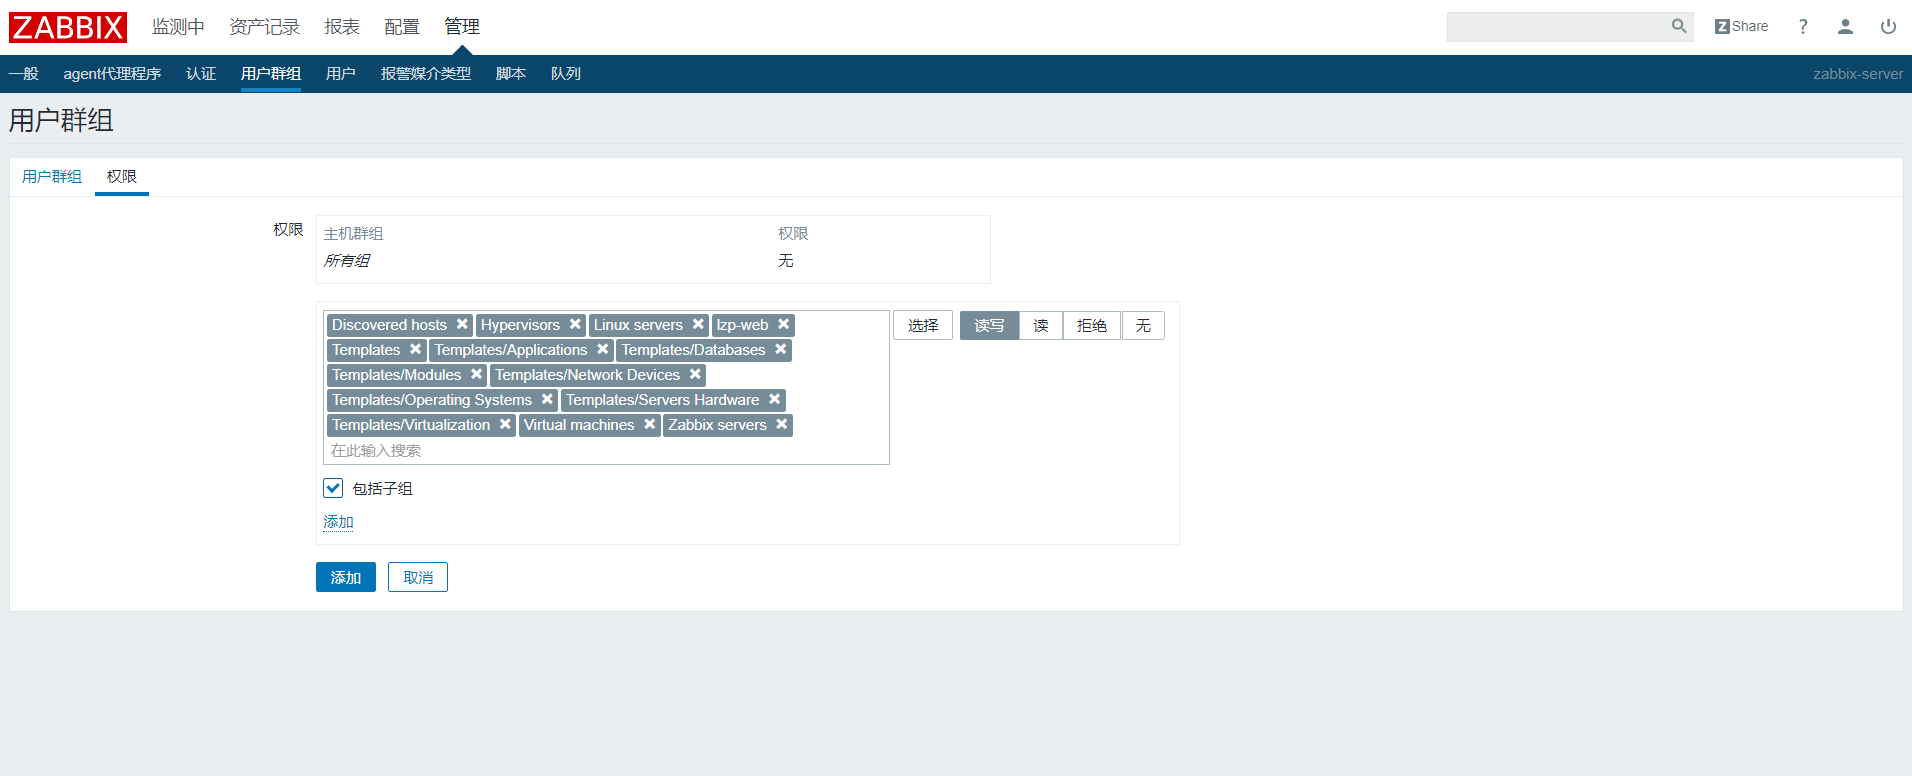 ZABBIX 监测中 资产记录 报表 配置 管理 Z Share ?
一般 agent代理程序 认证 用户群组 用户 报警媒介类型 脚本 队列 zabbix-server
用户群组
用户群组 权限
权限 主机群组 权限
所有组 无
Discovered hosts Hypervisors Linux servers lzp-web 选择 读写 读 拒绝 无
Templates Templates/Applications Templates/Databases
Templates/Modules Templates/Network Devices
Templates/Operating Systems Templates/Servers Hardware
Templates/Virtualization Virtual machines Zabbix servers
在此输入搜索
包括子组
添加
添加 取消